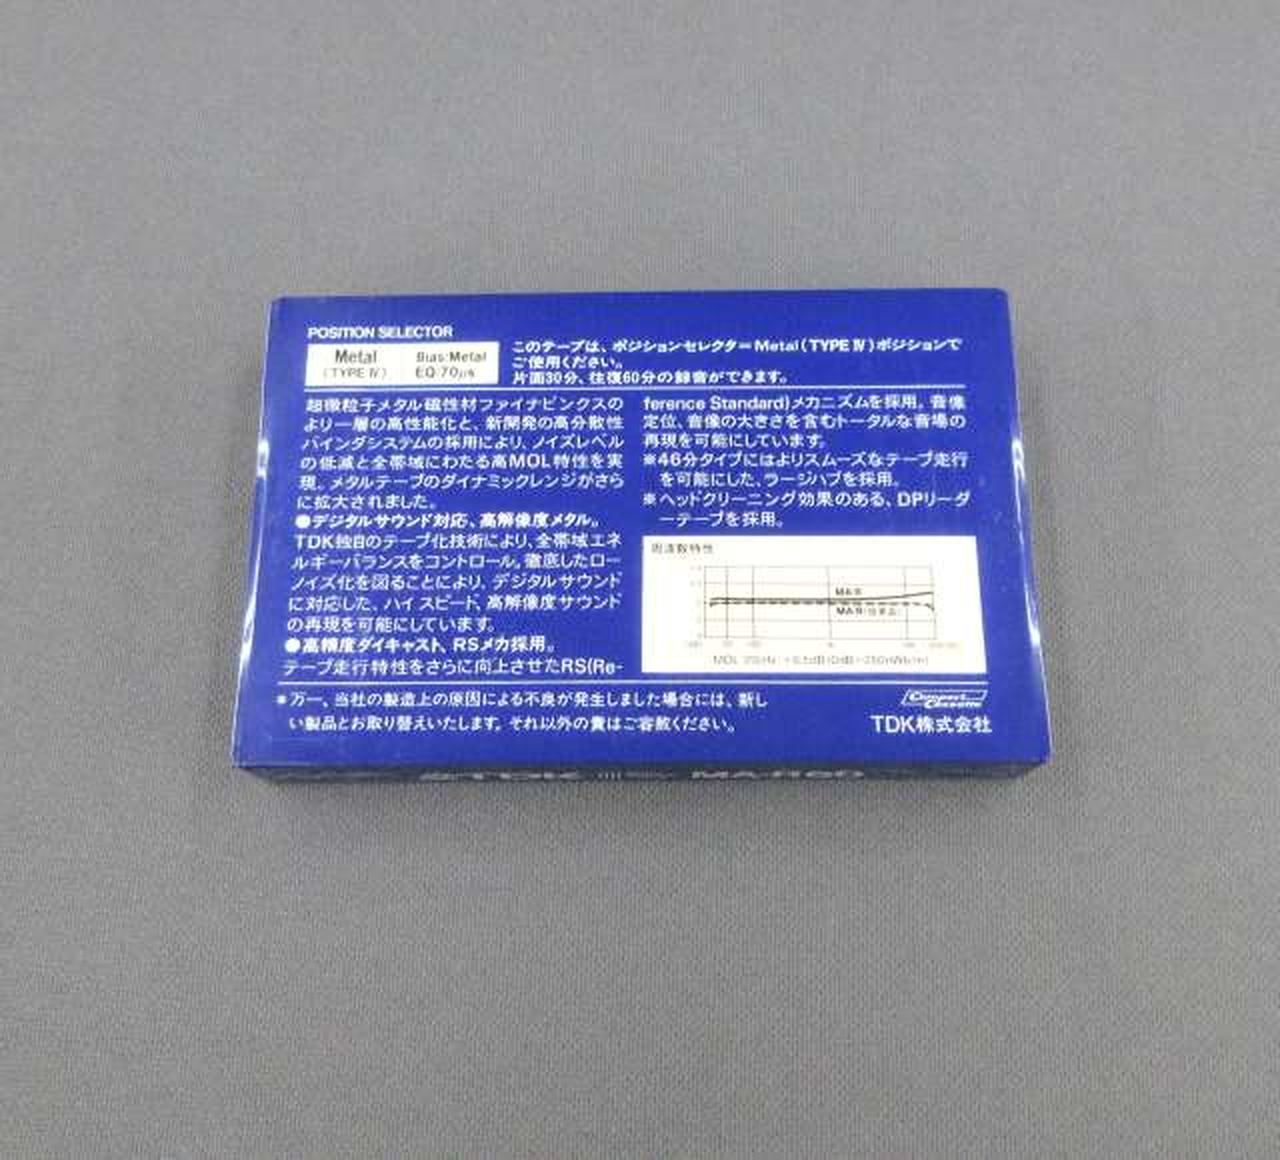 POSITION SELECTOR
Metal
(TYPE Ⅳ)
Bias:Metal
EQ:70μs
このテープは、ポジションセレクター=Metal(TYPE Ⅳ)ポジションで
ご使用ください。
片面30分、往復60分の録音ができます。
超微粒子メタル磁性材ファイナビンクスの
より一層の高性能化と、新開発の高分散性
バインダシステムの採用により、ノイズレベル
の低減と全帯域にわたる高MOL特性を実
現。メタルテープのダイナミックレンジがさら
に拡大されました。
●デジタルサウンド対応、高解像度メタル。
TDK独自のテープ化技術により、全帯域エネ
ルギーバランスをコントロール。徹底したロー
ノイズ化を図ることにより、デジタルサウンド
に対応した、ハイスピード、高解像度サウンド
の再現を可能にしています。
●高精度ダイキャスト、RSメカ採用。
テープ走行特性をさらに向上させたRS(Re-
ference Standard)メカニズムを採用。音像
定位、音像の大きさを含むトータルな音場の
再現を可能にしています。
※46分タイプにはよりスムーズなテープ走行
を可能にした、ラージハブを採用。
※ヘッドクリーニング効果のある、DPリーダ
ーテープを採用。
周波数特性
MA-R
MA-R(従来品)
*万一、当社の製造上の原因による不良が発生しました場合には、新し
い製品とお取り替えいたします。それ以外の責はご容赦ください。
Compact
Cassette
TDK株式会社